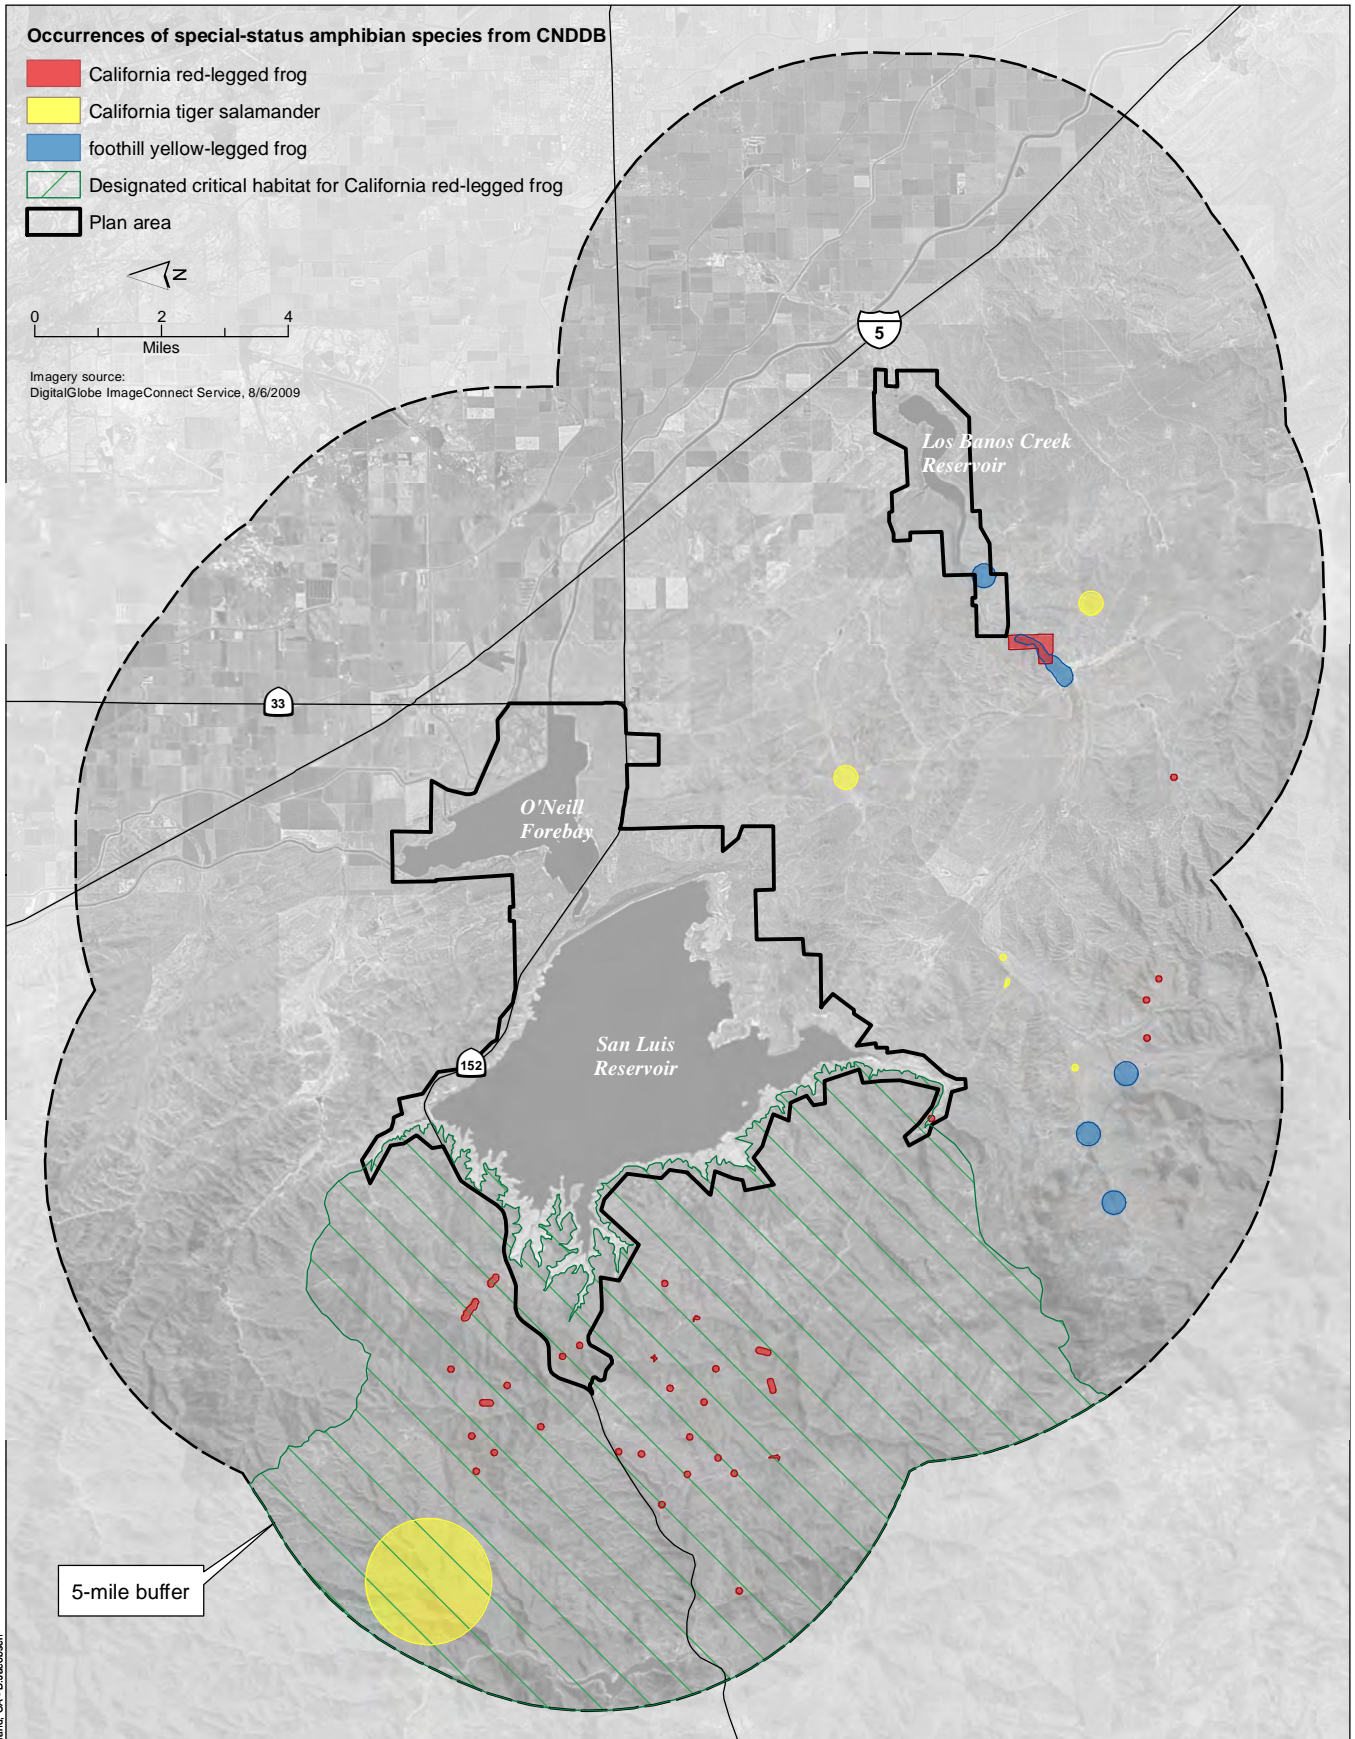 Occurrences of special-status amphibian species from CNDDB
California red-legged frog
California tiger salamander
foothill yellow-legged frog
Designated critical habitat for California red-legged frog
Plan area
N
0 2 4
Miles
Imagery source:
DigitalGlobe ImageConnect Service, 8/6/2009
5
Los Banos Creek
Reservoir
33
O'Neill
Forebay
San Luis
Reservoir
152
5-mile buffer